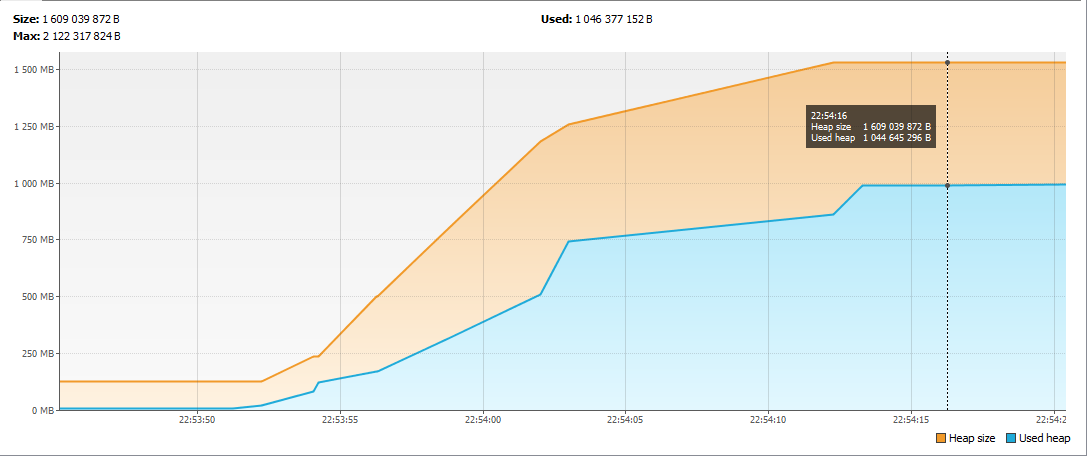 Size: 1 609 039 872 B
Used: 1 046 377 152 B
Max: 2 122 317 824 B
1 500 MB
1 250 MB
1 000 MB
750 MB
500 MB
250 MB
0 MB
22:54:16
Heap size 1 609 039 872 B
Used heap 1 044 645 296 B
22:53:50
22:53:55
22:54:00
22:54:05
22:54:10
22:54:15
22:54:2
Heap size
Used heap